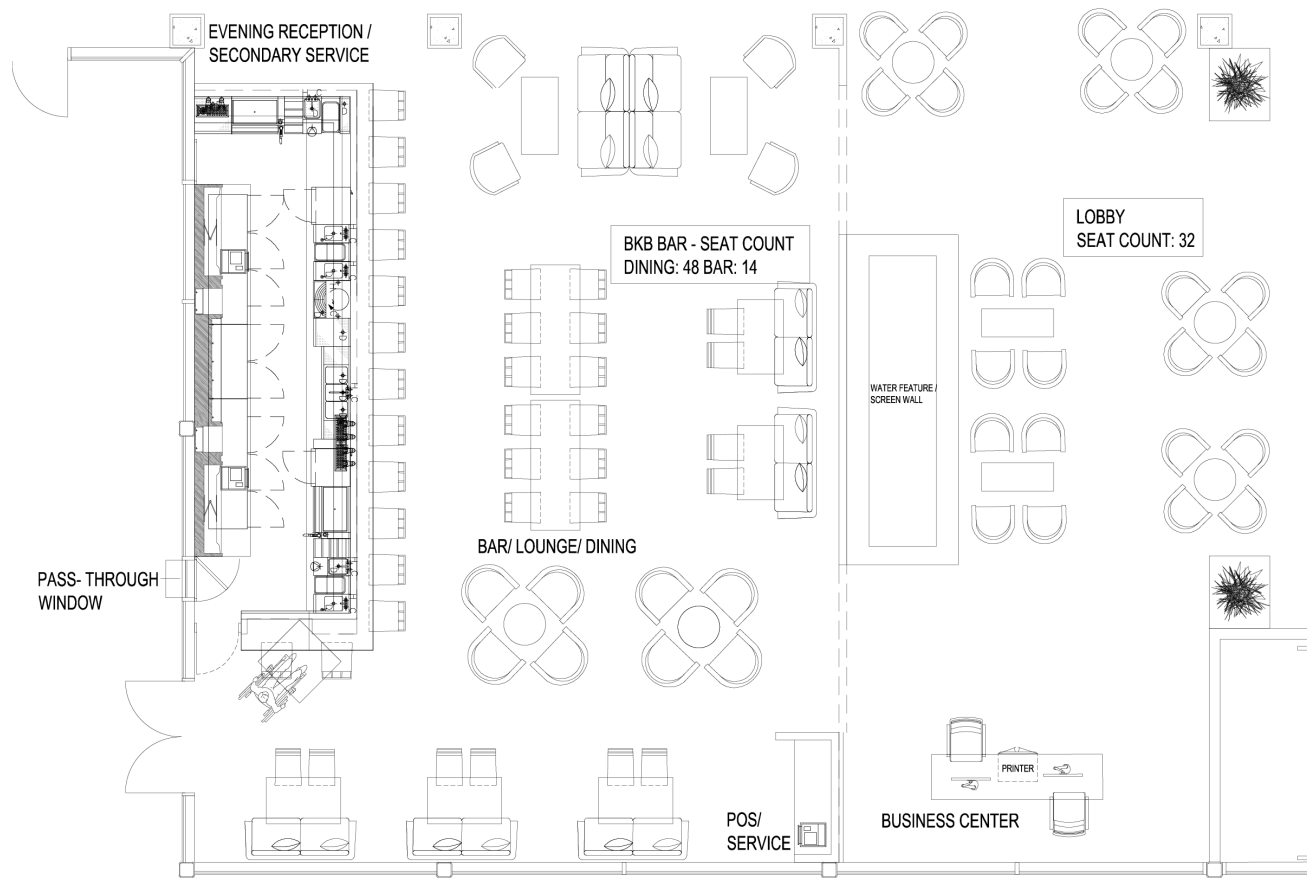 EVENING RECEPTION /
SECONDARY SERVICE
LOBBY
SEAT COUNT: 32
BKB BAR - SEAT COUNT
DINING: 48 BAR: 14
WATER FEATURE /
SCREEN WALL
BAR/ LOUNGE/ DINING
PASS- THROUGH
WINDOW
PRINTER
POS/
SERVICE
BUSINESS CENTER